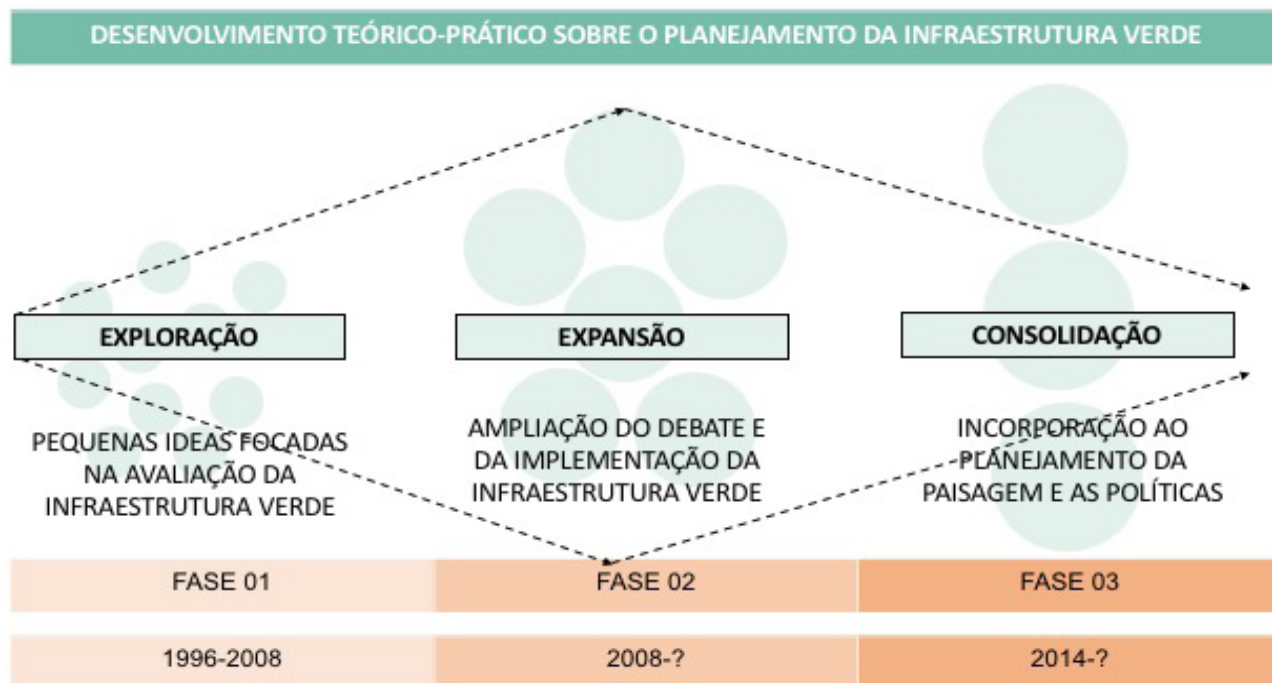 DESENVOLVIMENTO TEÓRICO-PRÁTICO SOBRE O PLANEJAMENTO DA INFRAESTRUTURA VERDE
EXPLORAÇÃO
PEQUENAS IDEAS FOCADAS
NA AVALIAÇÃO DA
INFRAESTRUTURA VERDE
EXPANSÃO
AMPLIAÇÃO DO DEBATE E
DA IMPLEMENTAÇÃO DA
INFRAESTRUTURA VERDE
CONSOLIDAÇÃO
INCORPORAÇÃO AO
PLANEJAMENTO DA
PAISAGEM E AS POLÍTICAS
FASE 01
FASE 02
FASE 03
1996-2008
2008-?
2014-?